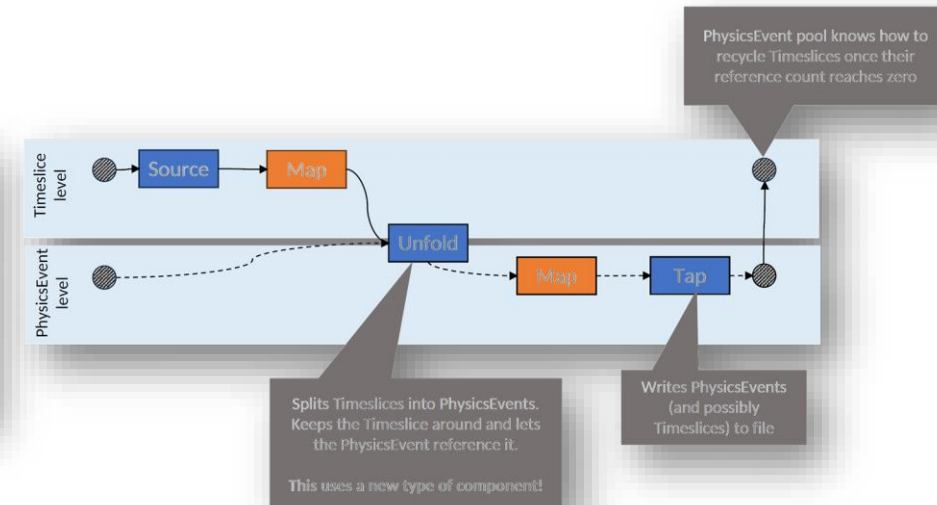 PhysicsEvent pool knows how to
recycle Timeslices once their
reference count reaches zero
Timeslice
level
Source
Map
Unfold
PhysicsEvent
level
Map
Tap
Splits Timeslices into PhysicsEvents.
Keeps the Timeslice around and lets
the PhysicsEvent reference it.
This uses a new type of component!
Writes PhysicsEvents
(and possibly
Timeslices) to file